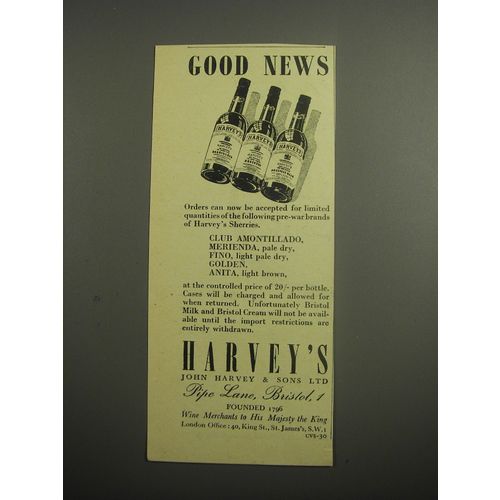 GOOD NEWS
HARVEY'S
Orders can now be accepted for limited
quantities of the following pre-war brands
of Harvey's Sherries.
CLUB AMONTILLADO,
MERIENDA, pale dry,
FINO, light pale dry,
GOLDEN,
ANITA, light brown,
at the controlled price of 20/- per bottle.
Cases will be charged and allowed for
when returned. Unfortunately Bristol
Milk and Bristol Cream will not be avail-
able until the import restrictions are
entirely withdrawn.
HARVEY'S
JOHN HARVEY & SONS LTD
Pipe Lane, Bristol, 1
FOUNDED 1796
Wine Merchants to His Majesty the King
London Office : 40, King St., St. James's, S.W.1
CVS-30